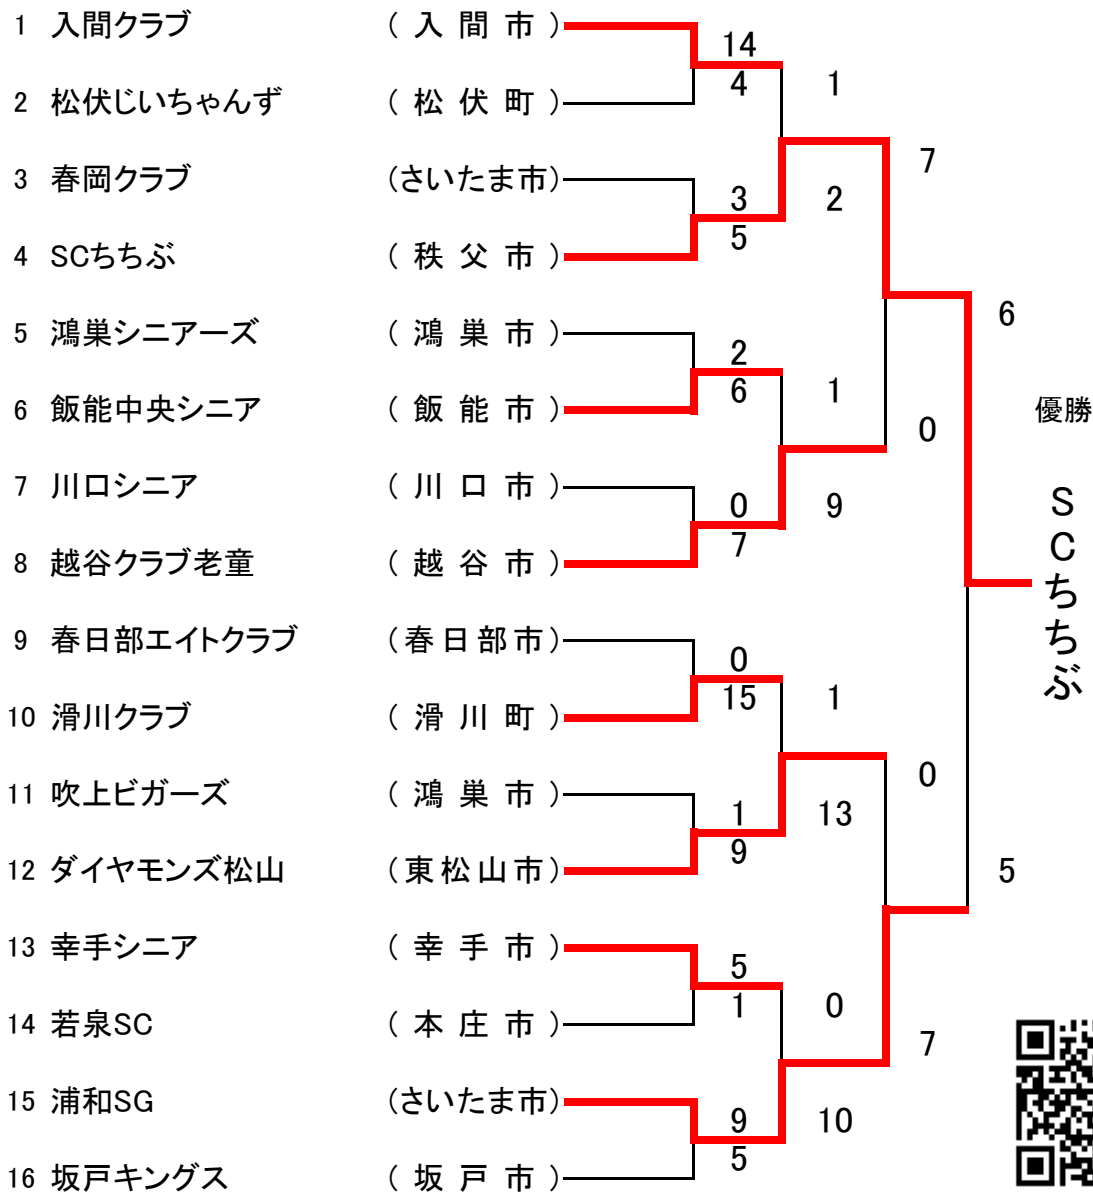 1 入間クラブ (入間市)
14
4
2 松伏じいちゃんず (松伏町)
1
2
3 春岡クラブ (さいたま市)
3
5
4 SCちちぶ (秩父市)
7
0
5 鴻巣シニアーズ (鴻巣市)
2
6
6 飯能中央シニア (飯能市)
1
9
7 川口シニア (川口市)
0
7
8 越谷クラブ老童 (越谷市)
6
5
優勝
SCちちぶ
9 春日部エイトクラブ (春日部市)
0
15
10 滑川クラブ (滑川町)
1
13
11 吹上ビガーズ (鴻巣市)
1
9
12 ダイヤモンズ松山 (東松山市)
0
7
13 幸手シニア (幸手市)
5
1
14 若泉SC (本庄市)
0
10
15 浦和SG (さいたま市)
9
5
16 坂戸キングス (坂戸市)